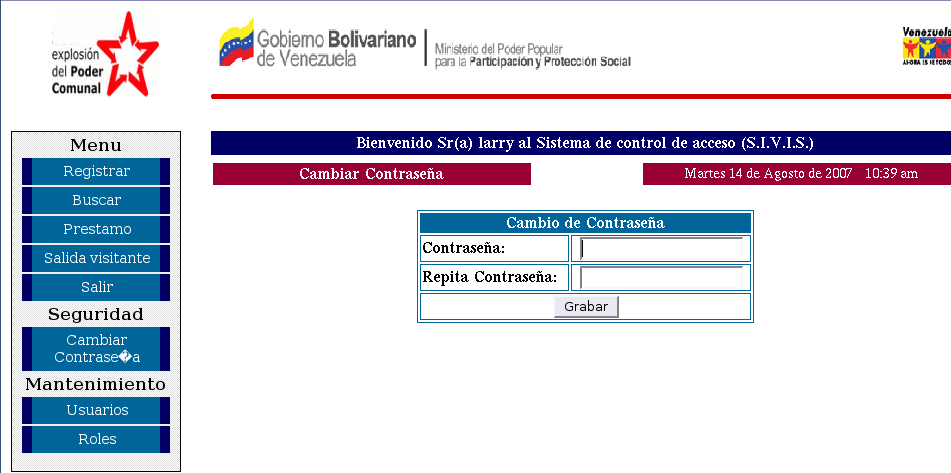 explosión
del Poder
Comunal
Gobierno Bolivariano
de Venezuela
Ministerio del Poder Popular
para la Participación y Protección Social
Venezuela
AHORA ES DE TODOS
Menu
Registrar
Buscar
Prestamo
Salida visitante
Salir
Seguridad
Cambiar
Contrase�a
Mantenimiento
Usuarios
Roles
Bienvenido Sr(a) larry al Sistema de control de acceso (S.I.V.I.S.)
Cambiar Contraseña
Martes 14 de Agosto de 2007 10:39 am
Cambio de Contraseña
Contraseña:
Repita Contraseña:
Grabar